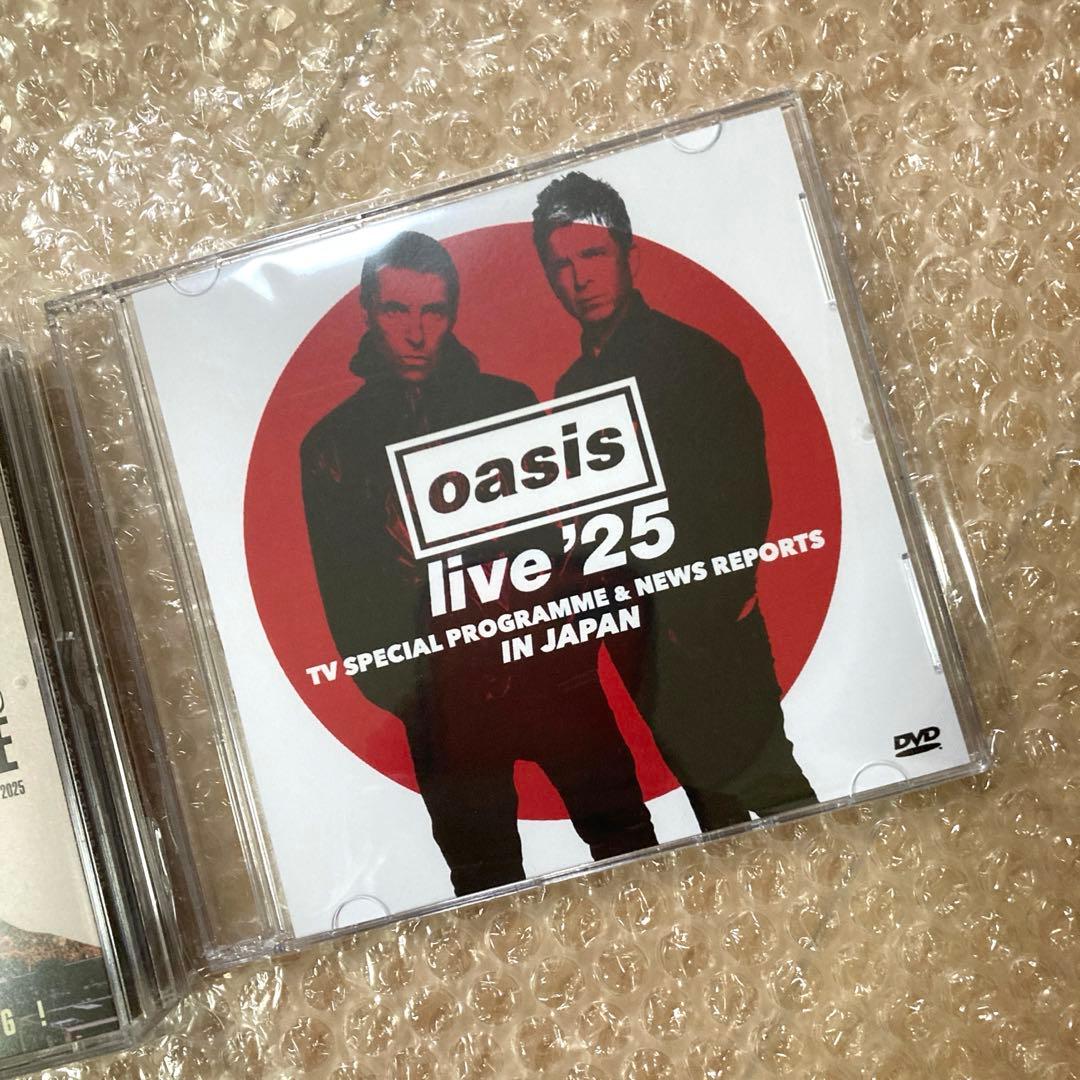 oasis
live '25
TV SPECIAL PROGRAMME & NEWS REPORTS
IN JAPAN
DVD
2025
G !